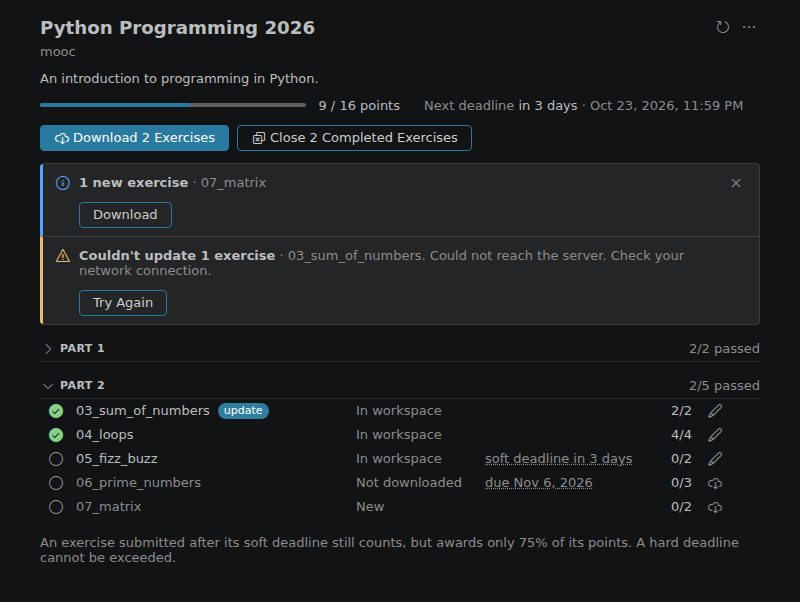 Python Programming 2026
mooc
An introduction to programming in Python.
9 / 16 points Next deadline in 3 days · Oct 23, 2026, 11:59 PM
Download 2 Exercises Close 2 Completed Exercises
1 new exercise · 07_matrix
Download
Couldn't update 1 exercise · 03_sum_of_numbers. Could not reach the server. Check your
network connection.
Try Again
PART 1 2/2 passed
PART 2 2/5 passed
03_sum_of_numbers update In workspace 2/2
04_loops In workspace 4/4
05_fizz_buzz In workspace soft deadline in 3 days 0/2
06_prime_numbers Not downloaded due Nov 6, 2026 0/3
07_matrix New 0/2
An exercise submitted after its soft deadline still counts, but awards only 75% of its points. A hard deadline
cannot be exceeded.